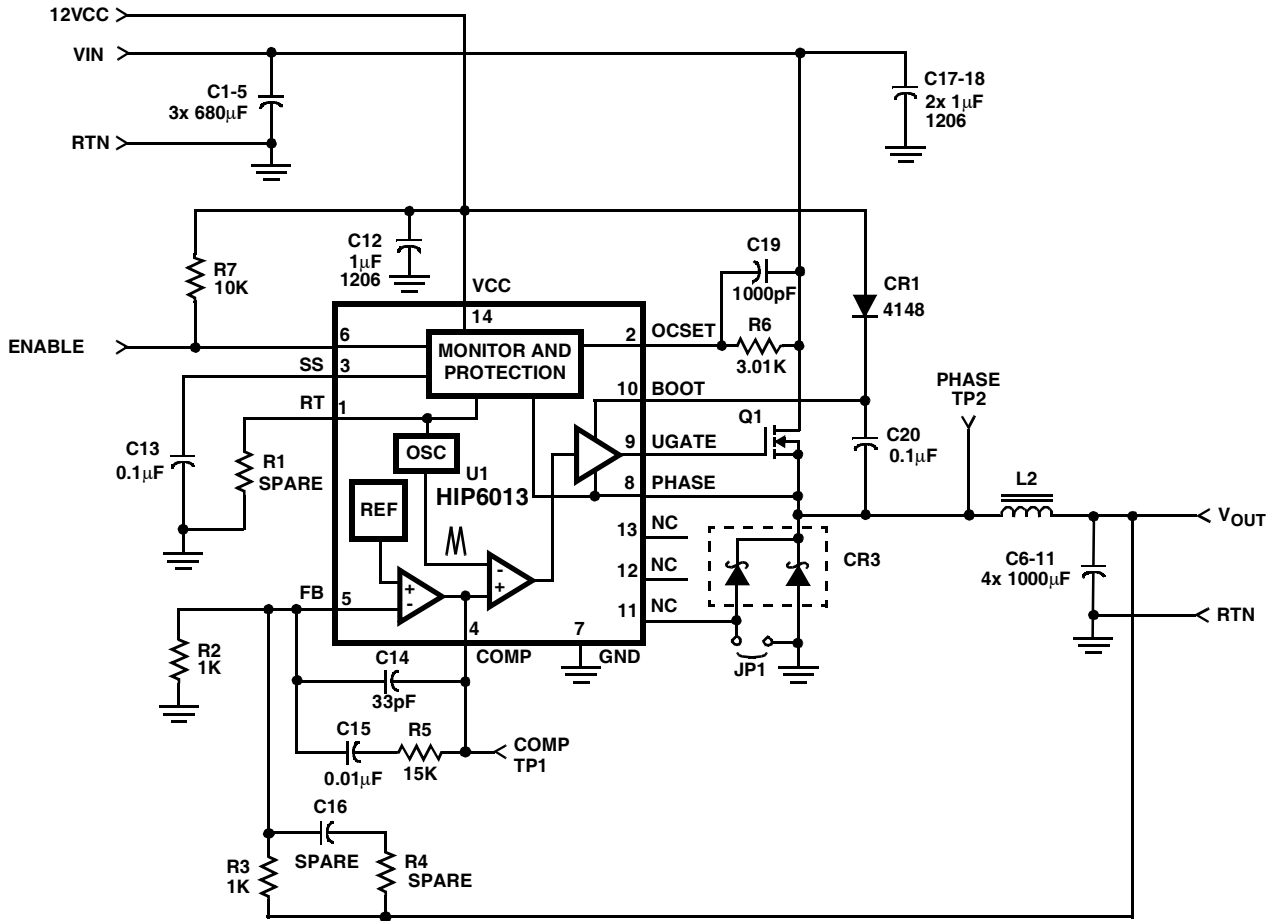 12VCC
VIN
C1-5
3x 680µF
RTN
C17-18
2x 1µF
1206
R7
10K
C12
1µF
1206
VCC
14
C19
1000pF
CR1
4148
ENABLE
6
MONITOR AND
PROTECTION
2
OCSET
R6
3.01K
SS
3
RT
1
10
BOOT
PHASE
TP2
C13
0.1µF
R1
SPARE
OSC
U1
HIP6013
REF
9
UGATE
Q1
C20
0.1µF
8
PHASE
L2
VOUT
13
NC
12
NC
11
NC
CR3
C6-11
4x 1000µF
RTN
FB
5
+
-
-
+
4
COMP
7
GND
JP1
R2
1K
C14
33pF
C15
0.01µF
R5
15K
COMP
TP1
C16
SPARE
R3
1K
R4
SPARE